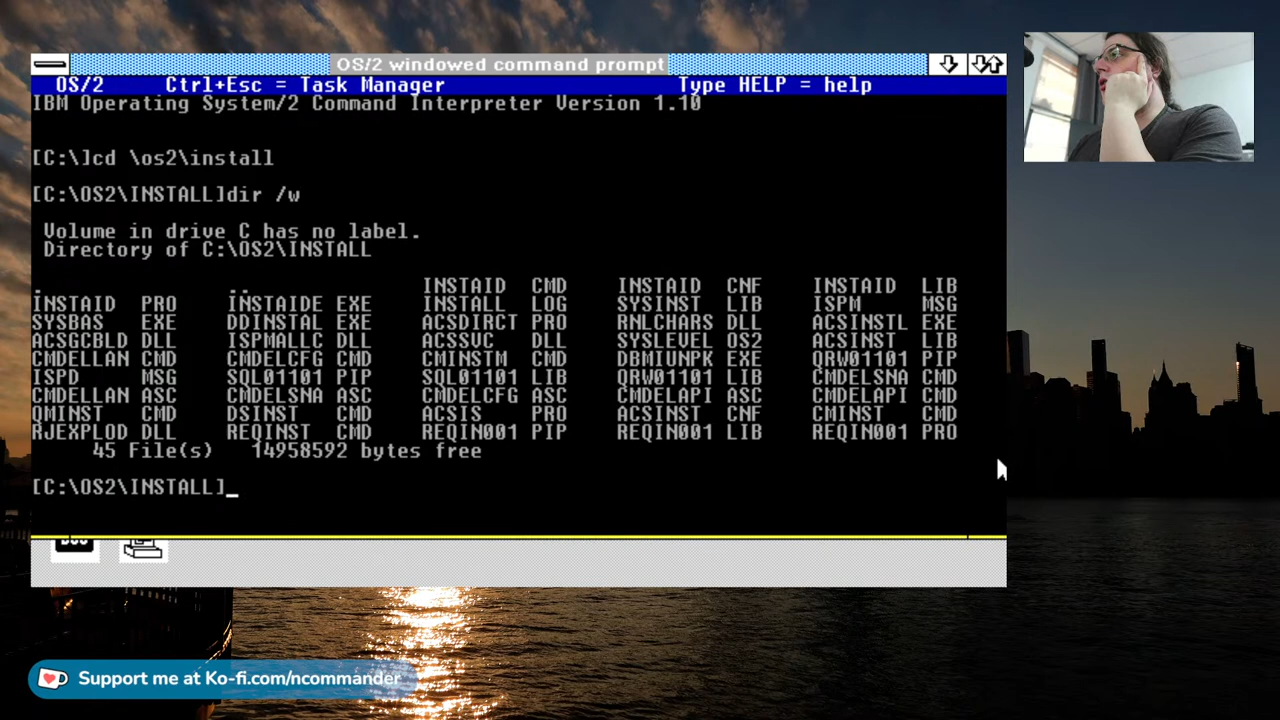 OS/2 windowed command prompt
OS/2 Ctrl+Esc = Task Manager Type HELP = help
IBM Operating System/2 Command Interpreter Version 1.10
[C:\]cd \os2\install
[C:\OS2\INSTALL]dir /w
Volume in drive C has no label.
Directory of C:\OS2\INSTALL
. .. INSTAID CMD INSTAID CNF INSTAID LIB
INSTAID PRO INSTAIDE EXE INSTALL LOG SYSINST LIB ISPM MSG
SYSBAS EXE DDINSTAL EXE ACSDIRCT PRO RNLCHARS DLL ACSINSTL EXE
ACSGCBLD DLL ISPMALLC DLL ACSSVC DLL SYSLEVEL OS2 ACSINST LIB
CMDELLAN CMD CMDELCFG CMD CMINSTM CMD DBMIUNPK EXE QRW01101 PIP
ISPD MSG SQL01101 PIP SQL01101 LIB QRW01101 LIB CMDELSNA CMD
CMDELLAN ASC CMDELSNA ASC CMDELCFG ASC CMDELAPI ASC CMDELAPI CMD
QMINST CMD DSINST CMD ACSIS PRO ACSINST CNF CMINST CMD
RJEXPLOD DLL REQINST CMD REQIN001 PIP REQIN001 LIB REQIN001 PRO
45 File(s) 14958592 bytes free
[C:\OS2\INSTALL]_
Support me at Ko-fi.com/ncommander